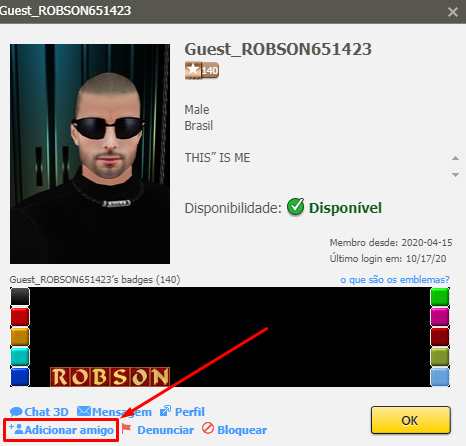 Guest_ROBSON651423
Guest_ROBSON651423
140
Male
Brasil
THIS” IS ME
Disponibilidade: Disponível
Membro desde: 2020-04-15
Último login em: 10/17/20
Guest_ROBSON651423's badges (140)
o que são os emblemas?
ROBSON
Chat 3D Mensagem Perfil
Adicionar amigo Denunciar Bloquear
OK